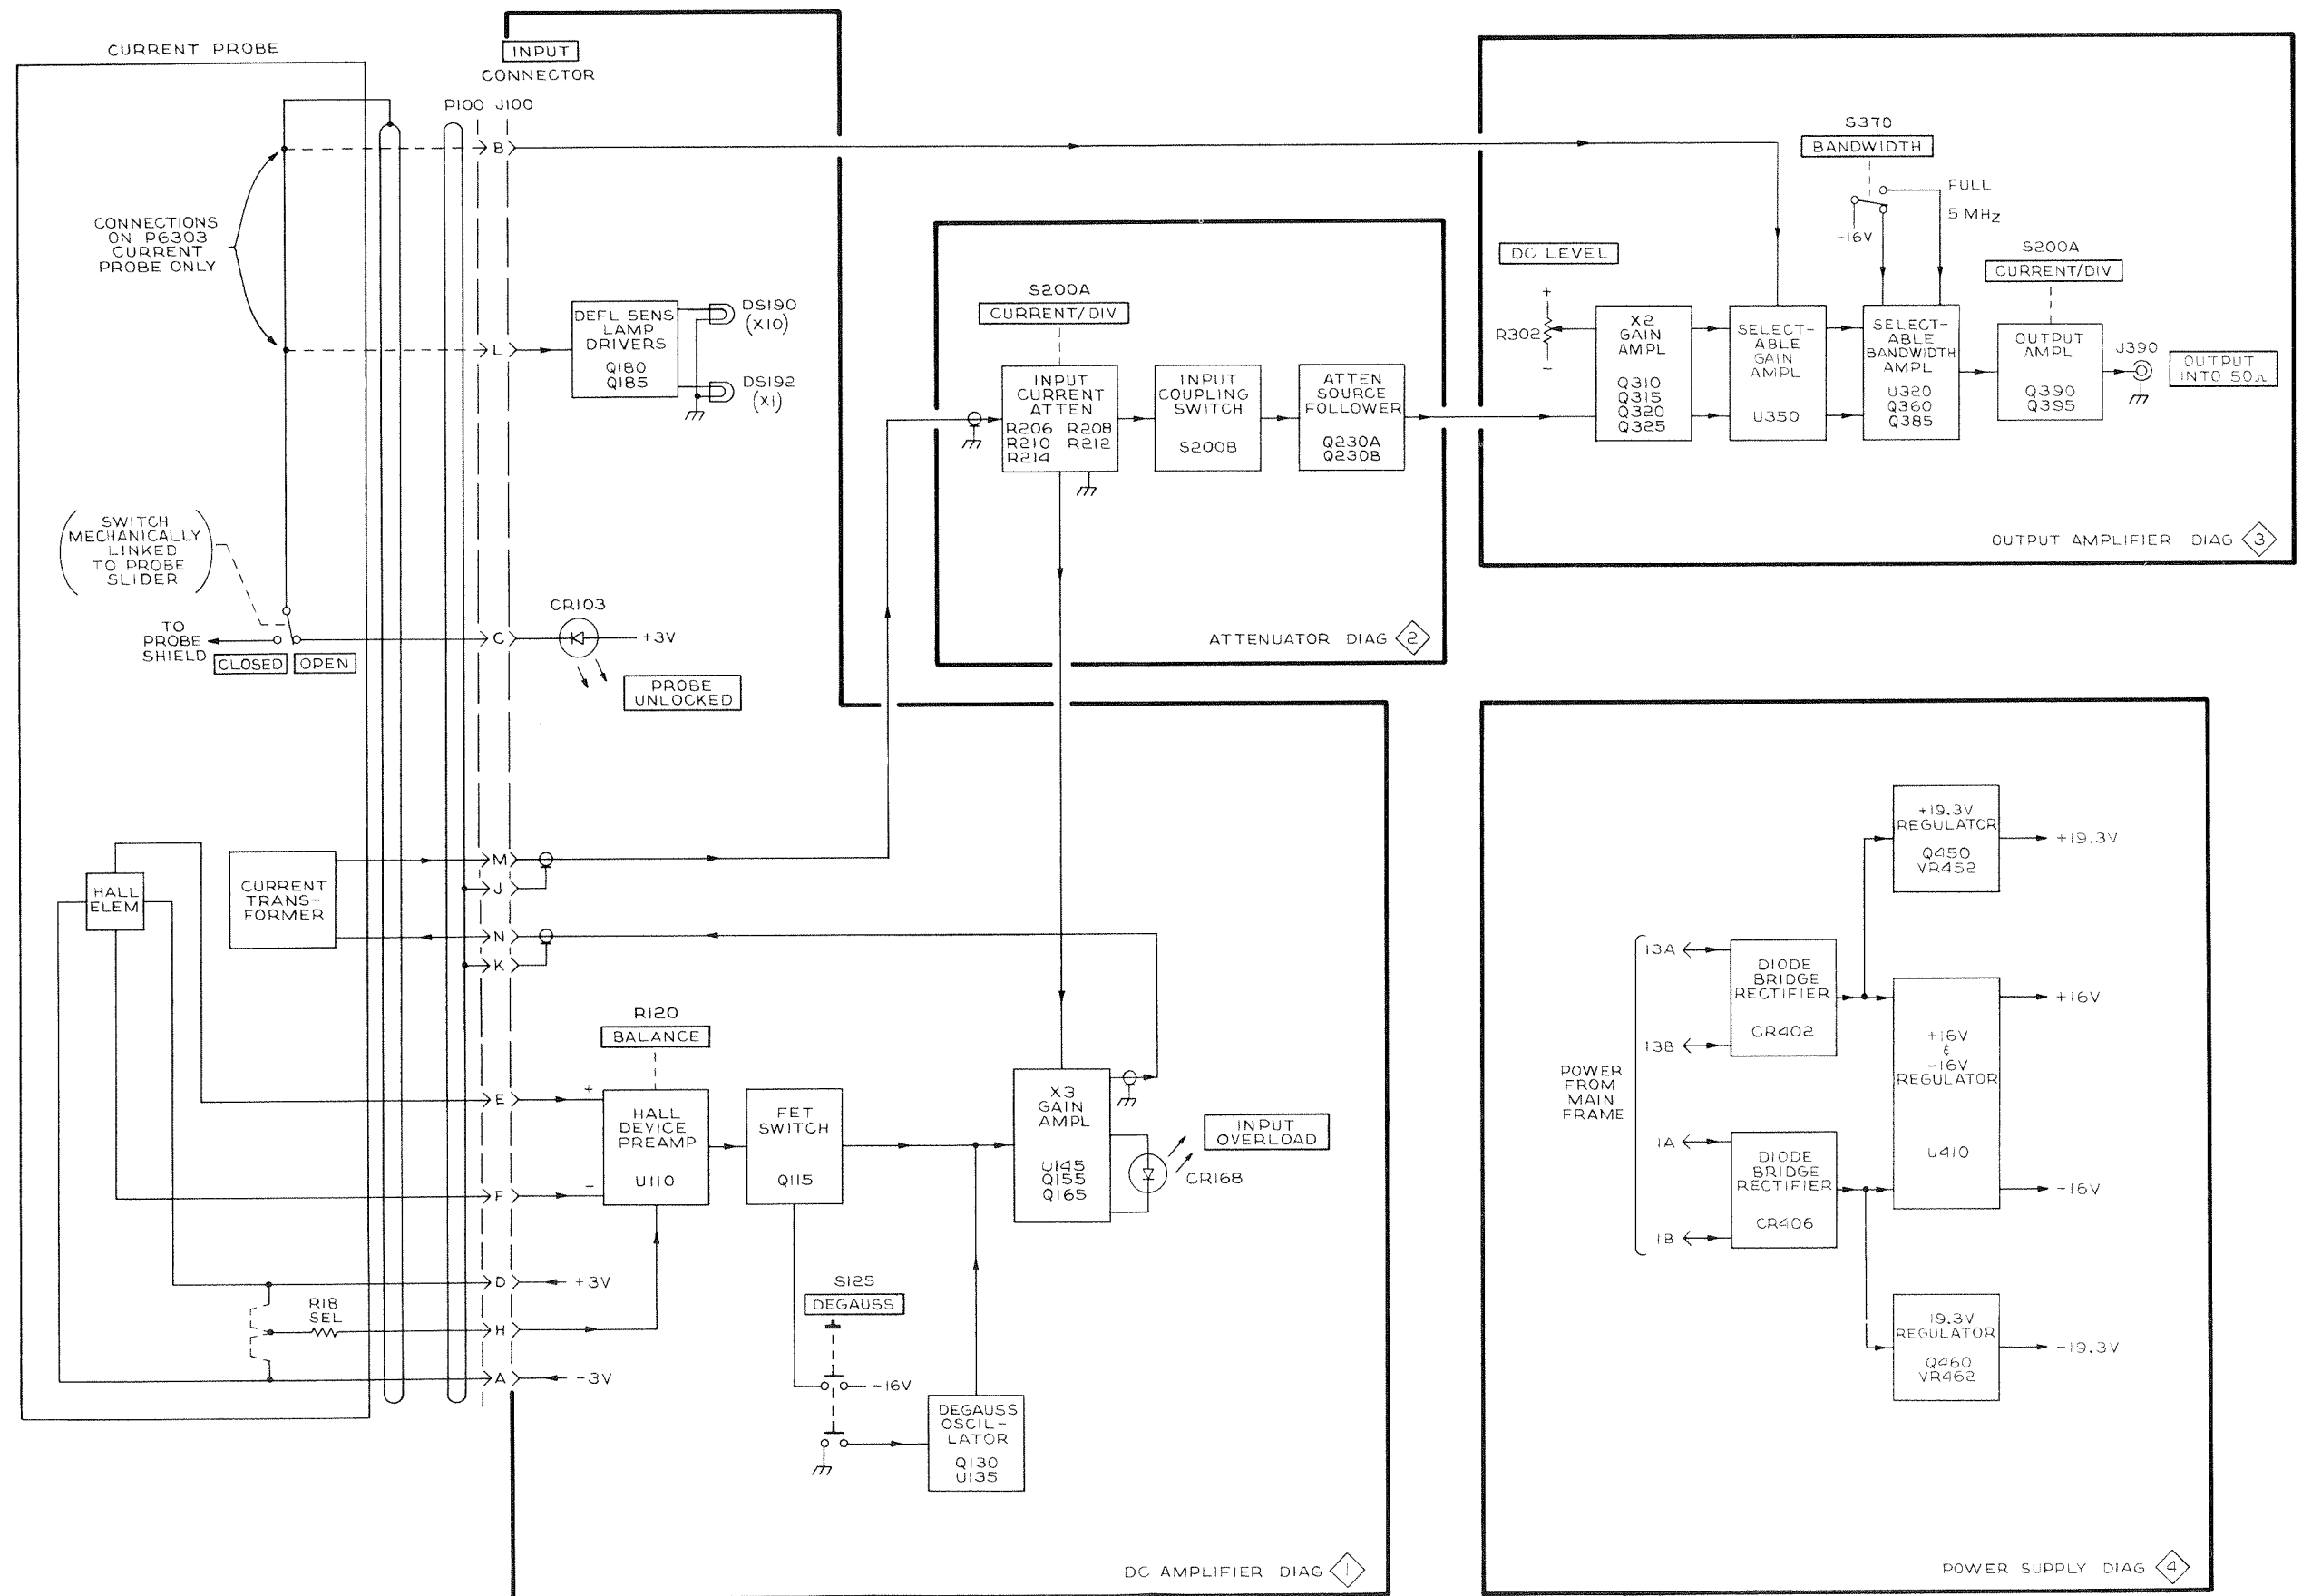 CURRENT PROBE
INPUT
CONNECTOR
P100 J100
B
CONNECTIONS
ON P6303
CURRENT
PROBE ONLY
L
DEFL SENS
LAMP
DRIVERS
Q180
Q185
DS190
(X10)
DS192
(X1)
SWITCH
MECHANICALLY
LINKED
TO PROBE
SLIDER
TO
PROBE
SHIELD
CLOSED
OPEN
C
CR103
+3V
PROBE
UNLOCKED
HALL
ELEM
CURRENT
TRANS-
FORMER
M
J
N
K
E
F
D
+3V
R18
SEL
H
A
-3V
R120
BALANCE
+
-
HALL
DEVICE
PREAMP
U110
FET
SWITCH
Q115
S125
DEGAUSS
-16V
DEGAUSS
OSCIL-
LATOR
Q130
U135
X3
GAIN
AMPL
U145
Q155
Q165
INPUT
OVERLOAD
CR168
DC AMPLIFIER DIAG 1
S200A
CURRENT/DIV
INPUT
CURRENT
ATTEN
R206 R208
R210 R212
R214
INPUT
COUPLING
SWITCH
S200B
ATTEN
SOURCE
FOLLOWER
Q230A
Q230B
ATTENUATOR DIAG 2
DC LEVEL
+
R302
-
X2
GAIN
AMPL
Q310
Q315
Q320
Q325
SELECT-
ABLE
GAIN
AMPL
U350
S370
BANDWIDTH
FULL
5 MHz
-16V
SELECT-
ABLE
BANDWIDTH
AMPL
U320
Q360
Q385
S200A
CURRENT/DIV
OUTPUT
AMPL
Q390
Q395
J390
OUTPUT
INTO 50Ω
OUTPUT AMPLIFIER DIAG 3
POWER
FROM
MAIN
FRAME
13A
13B
1A
1B
DIODE
BRIDGE
RECTIFIER
CR402
DIODE
BRIDGE
RECTIFIER
CR406
+19.3V
REGULATOR
Q450
VR452
+19.3V
+16V
&
-16V
REGULATOR
U410
+16V
-16V
-19.3V
REGULATOR
Q460
VR462
-19.3V
POWER SUPPLY DIAG 4